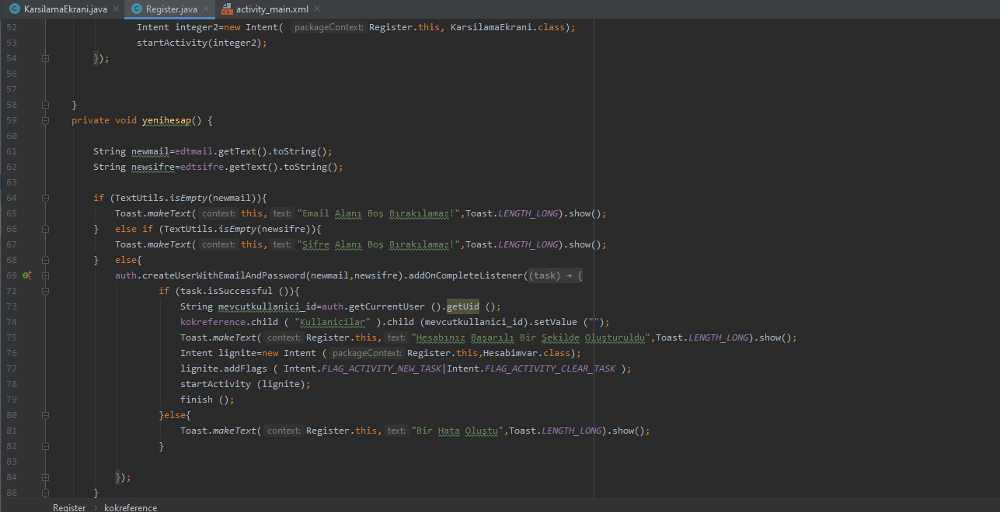 KarsilamaEkrani.java × Register.java × activity_main.xml ×
52 Intent integer2=new Intent( packageContext: Register.this, KarsilamaEkrani.class);
53 startActivity(integer2);
54 });
56
57
58 }
59 private void yenihesap() {
60
61 String newmail=edtmail.getText().toString();
62 String newsifre=edtsifre.getText().toString();
63
64 if (TextUtils.isEmpty(newmail)){
65 Toast.makeText( context: this, text: "Email Alanı Boş Bırakılamaz!",Toast.LENGTH_LONG).show();
66 } else if (TextUtils.isEmpty(newsifre)){
67 Toast.makeText( context: this, text: "Sifre Alanı Boş Bırakılamaz!",Toast.LENGTH_LONG).show();
68 } else{
69 auth.createUserWithEmailAndPassword(newmail,newsifre).addOnCompleteListener((task) → {
72 if (task.isSuccessful ()){
73 String mevcutkullanici_id=auth.getCurrentUser ().getUid ();
74 kokreference.child ( "Kullanicilar" ).child (mevcutkullanici_id).setValue ("");
75 Toast.makeText( context: Register.this, text: "Hesabınız Başarılı Bir Şekilde Oluşturuldu",Toast.LENGTH_LONG).show();
76 Intent lignite=new Intent ( packageContext: Register.this,Hesabimvar.class);
77 lignite.addFlags ( Intent.FLAG_ACTIVITY_NEW_TASK|Intent.FLAG_ACTIVITY_CLEAR_TASK );
78 startActivity (lignite);
79 finish ();
80 }else{
81 Toast.makeText( context: Register.this, text: "Bir Hata Oluştu",Toast.LENGTH_LONG).show();
82 }
83
84 });
86 }
Register › kokreference